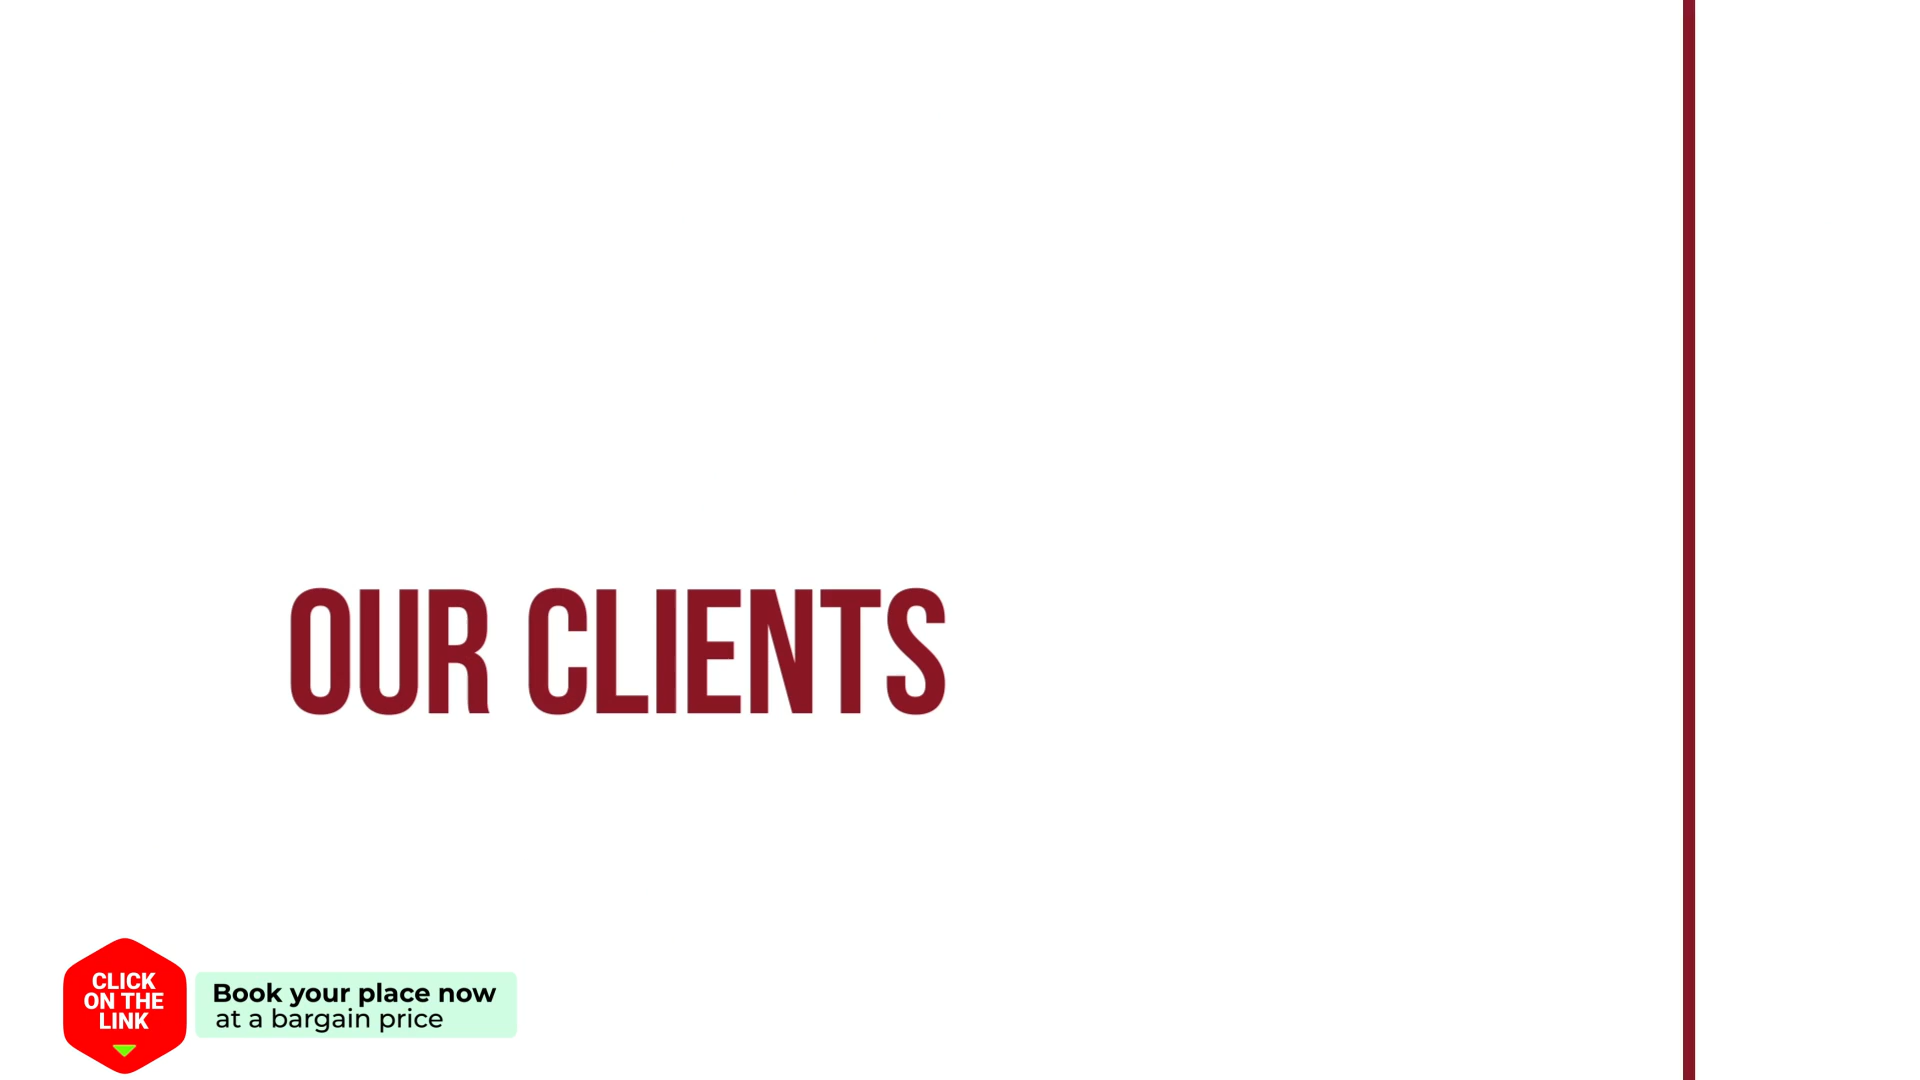 OUR CLIENTS
CLICK
ON THE
LINK
Book your place now
at a bargain price